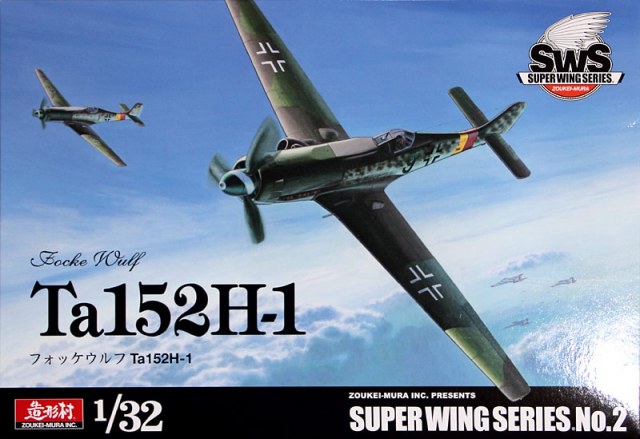 SWS
SUPER WING SERIES.
ZOUKEI-MURA
Focke Wulf
Ta152H-1
フォッケウルフ Ta152H-1
造形村
ZOUKEI-MURA INC.
1/32
ZOUKEI-MURA INC. PRESENTS
SUPER WING SERIES.No.2